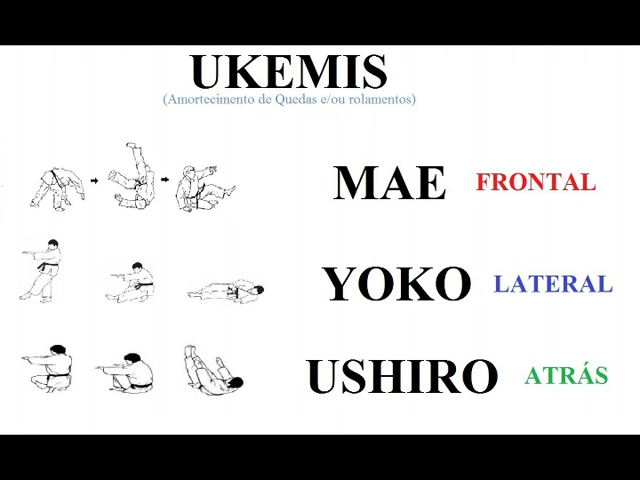 UKEMIS
(Amortecimento de Quedas e/ou rolamentos)
MAE FRONTAL
YOKO LATERAL
USHIRO ATRÁS